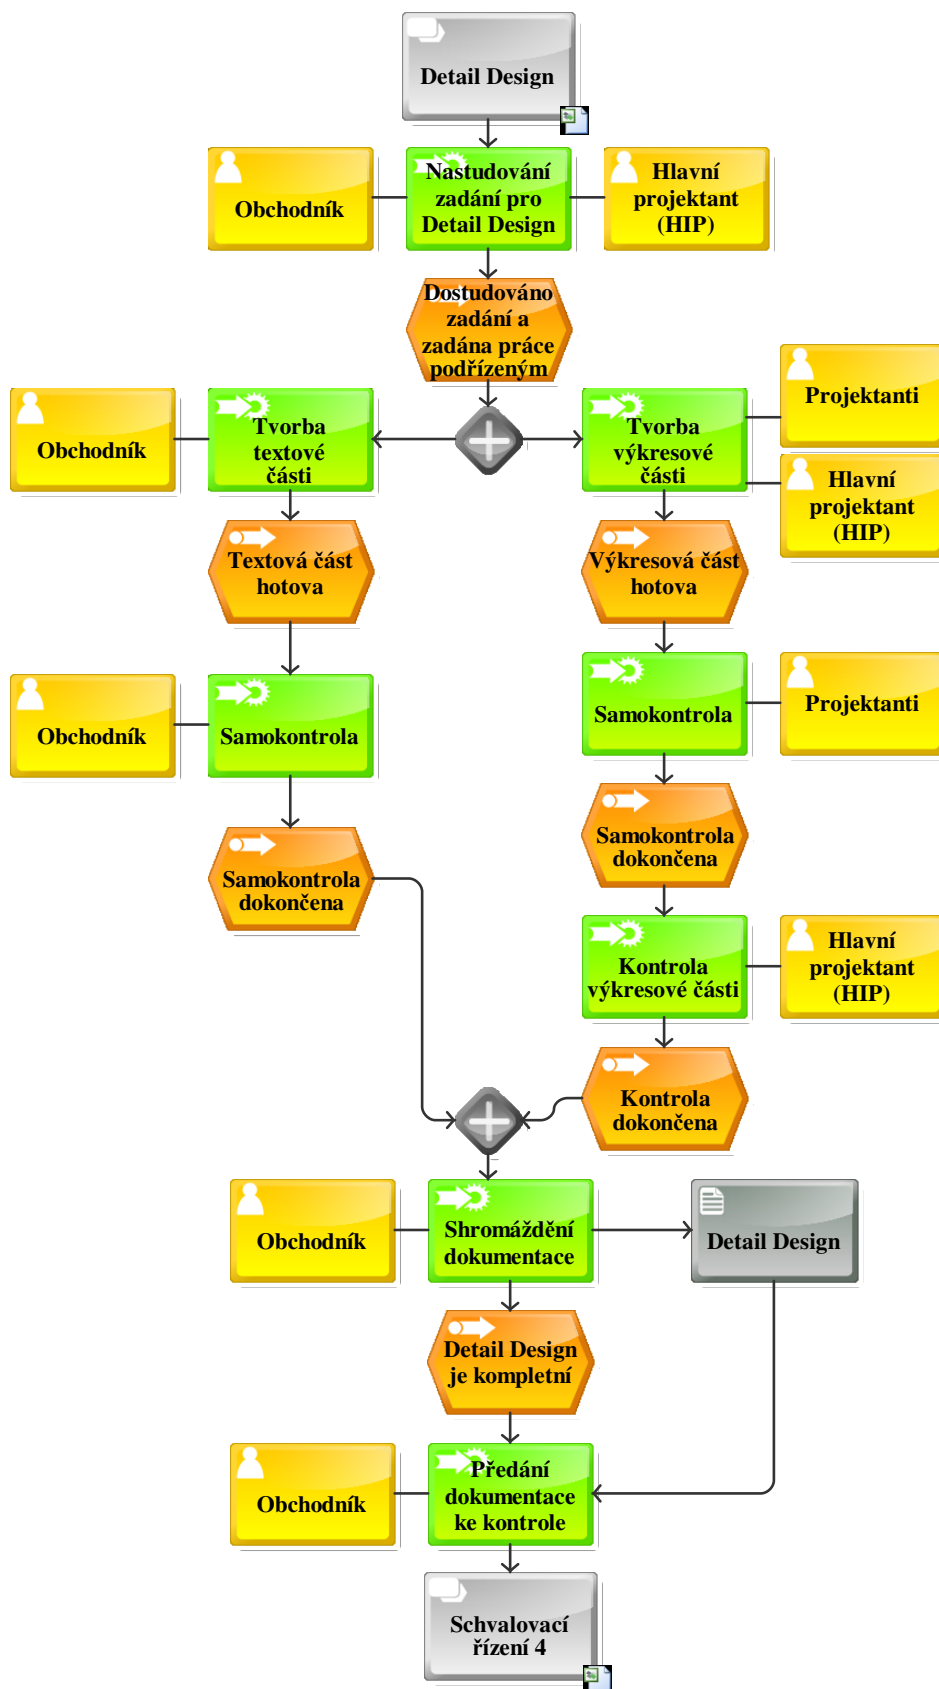 Detail Design
Obchodník
Nastudování
zadání pro
Detail Design
Hlavní
projektant
(HIP)
Dostudováno
zadání a
zadána práce
podřízeným
Obchodník
Tvorba
textové
části
Tvorba
výkresové
části
Projektanti
Hlavní
projektant
(HIP)
Textová část
hotova
Výkresová část
hotova
Obchodník
Samokontrola
Samokontrola
Projektanti
Samokontrola
dokončena
Samokontrola
dokončena
Kontrola
výkresové části
Hlavní
projektant
(HIP)
Kontrola
dokončena
Obchodník
Shromáždění
dokumentace
Detail Design
Detail Design
je kompletní
Obchodník
Předání
dokumentace
ke kontrole
Schvalovací
řízení 4